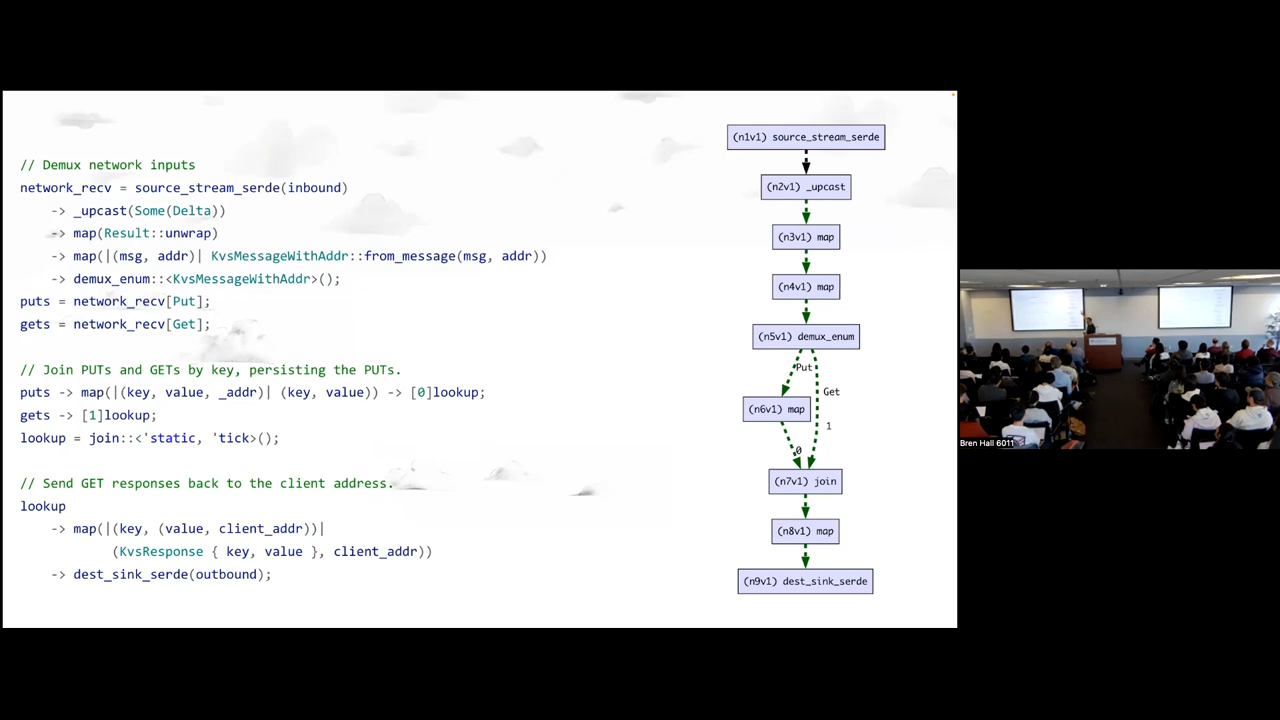 // Demux network inputs
network_recv = source_stream_serde(inbound)
-> _upcast(Some(Delta))
-> map(Result::unwrap)
-> map(|(msg, addr)| KvsMessageWithAddr::from_message(msg, addr))
-> demux_enum::<KvsMessageWithAddr>();
puts = network_recv[Put];
gets = network_recv[Get];
// Join PUTs and GETs by key, persisting the PUTs.
puts -> map(|(key, value, _addr)| (key, value)) -> [0]lookup;
gets -> [1]lookup;
lookup = join::<'static, 'tick>();
// Send GET responses back to the client address.
lookup
-> map(|(key, (value, client_addr))|
(KvsResponse { key, value }, client_addr))
-> dest_sink_serde(outbound);
(n1v1) source_stream_serde
(n2v1) _upcast
(n3v1) map
(n4v1) map
(n5v1) demux_enum
Put
Get
(n6v1) map
1
0
(n7v1) join
(n8v1) map
(n9v1) dest_sink_serde
Bren Hall 6011